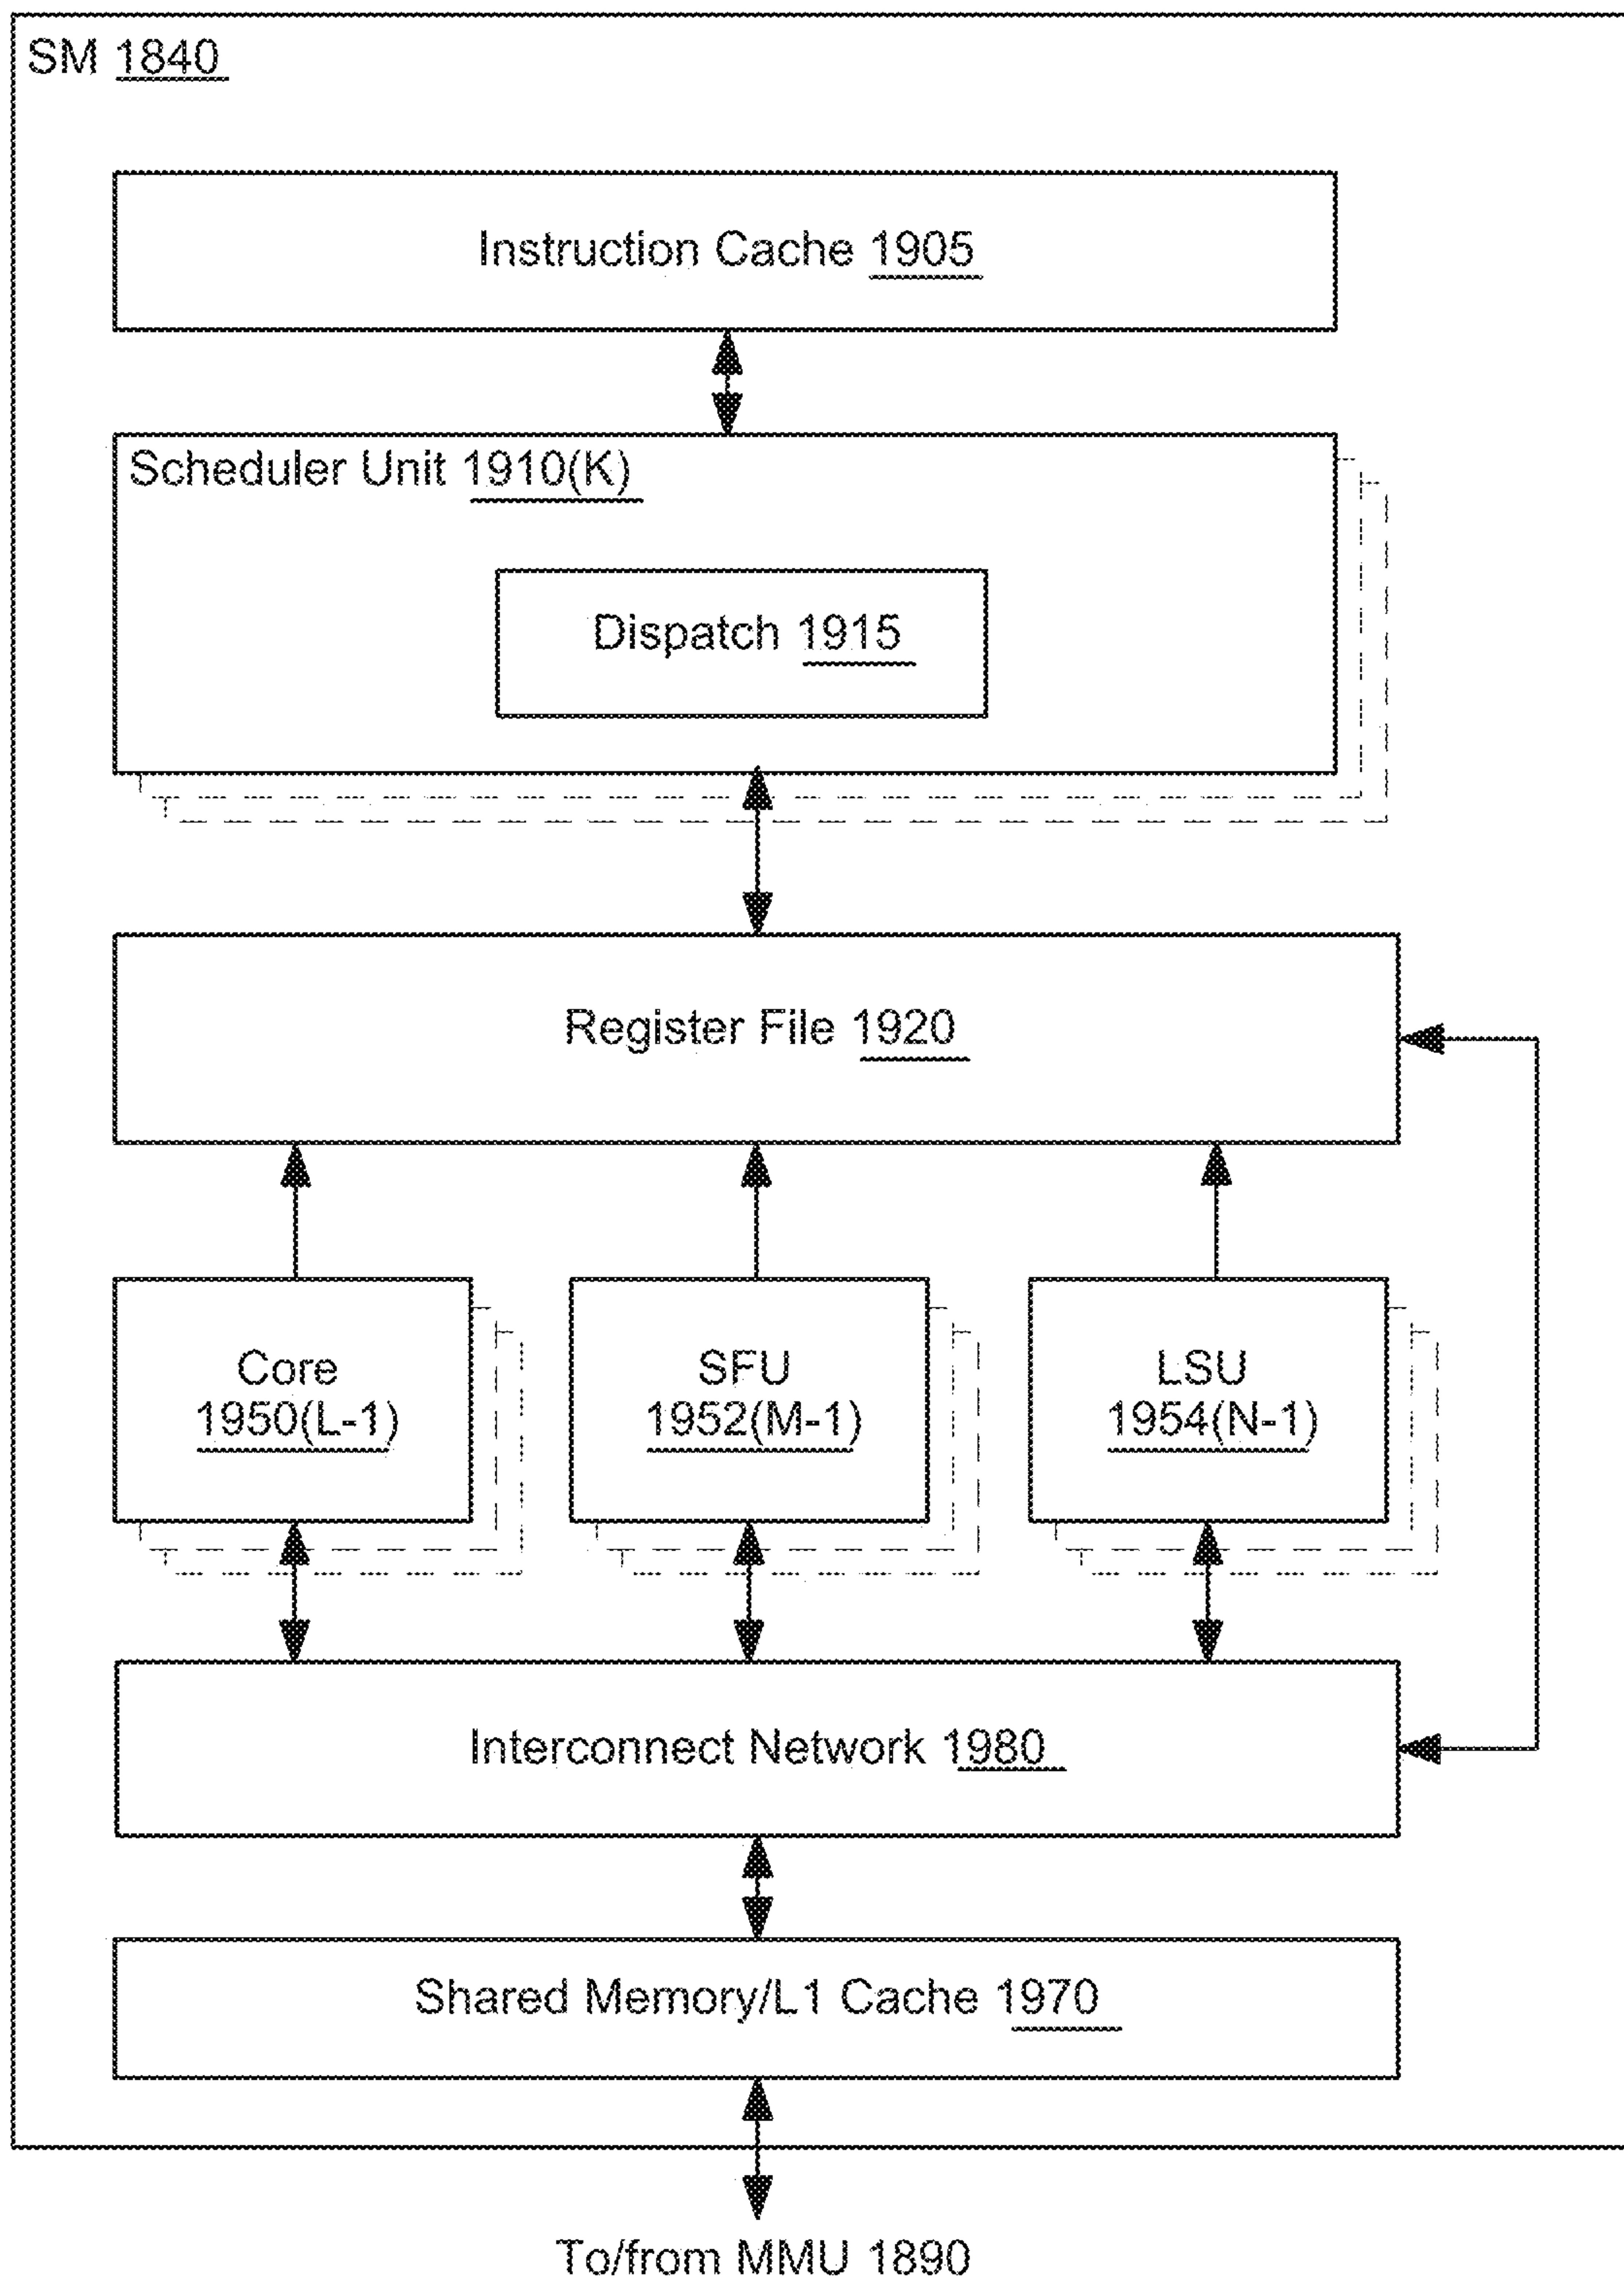 SM 1840
Instruction Cache 1905
Scheduler Unit 1910(K)
Dispatch 1915
Register File 1920
Core
1950(L-1)
SFU
1952(M-1)
LSU
1954(N-1)
Interconnect Network 1980
Shared Memory/L1 Cache 1970
To/from MMU 1890